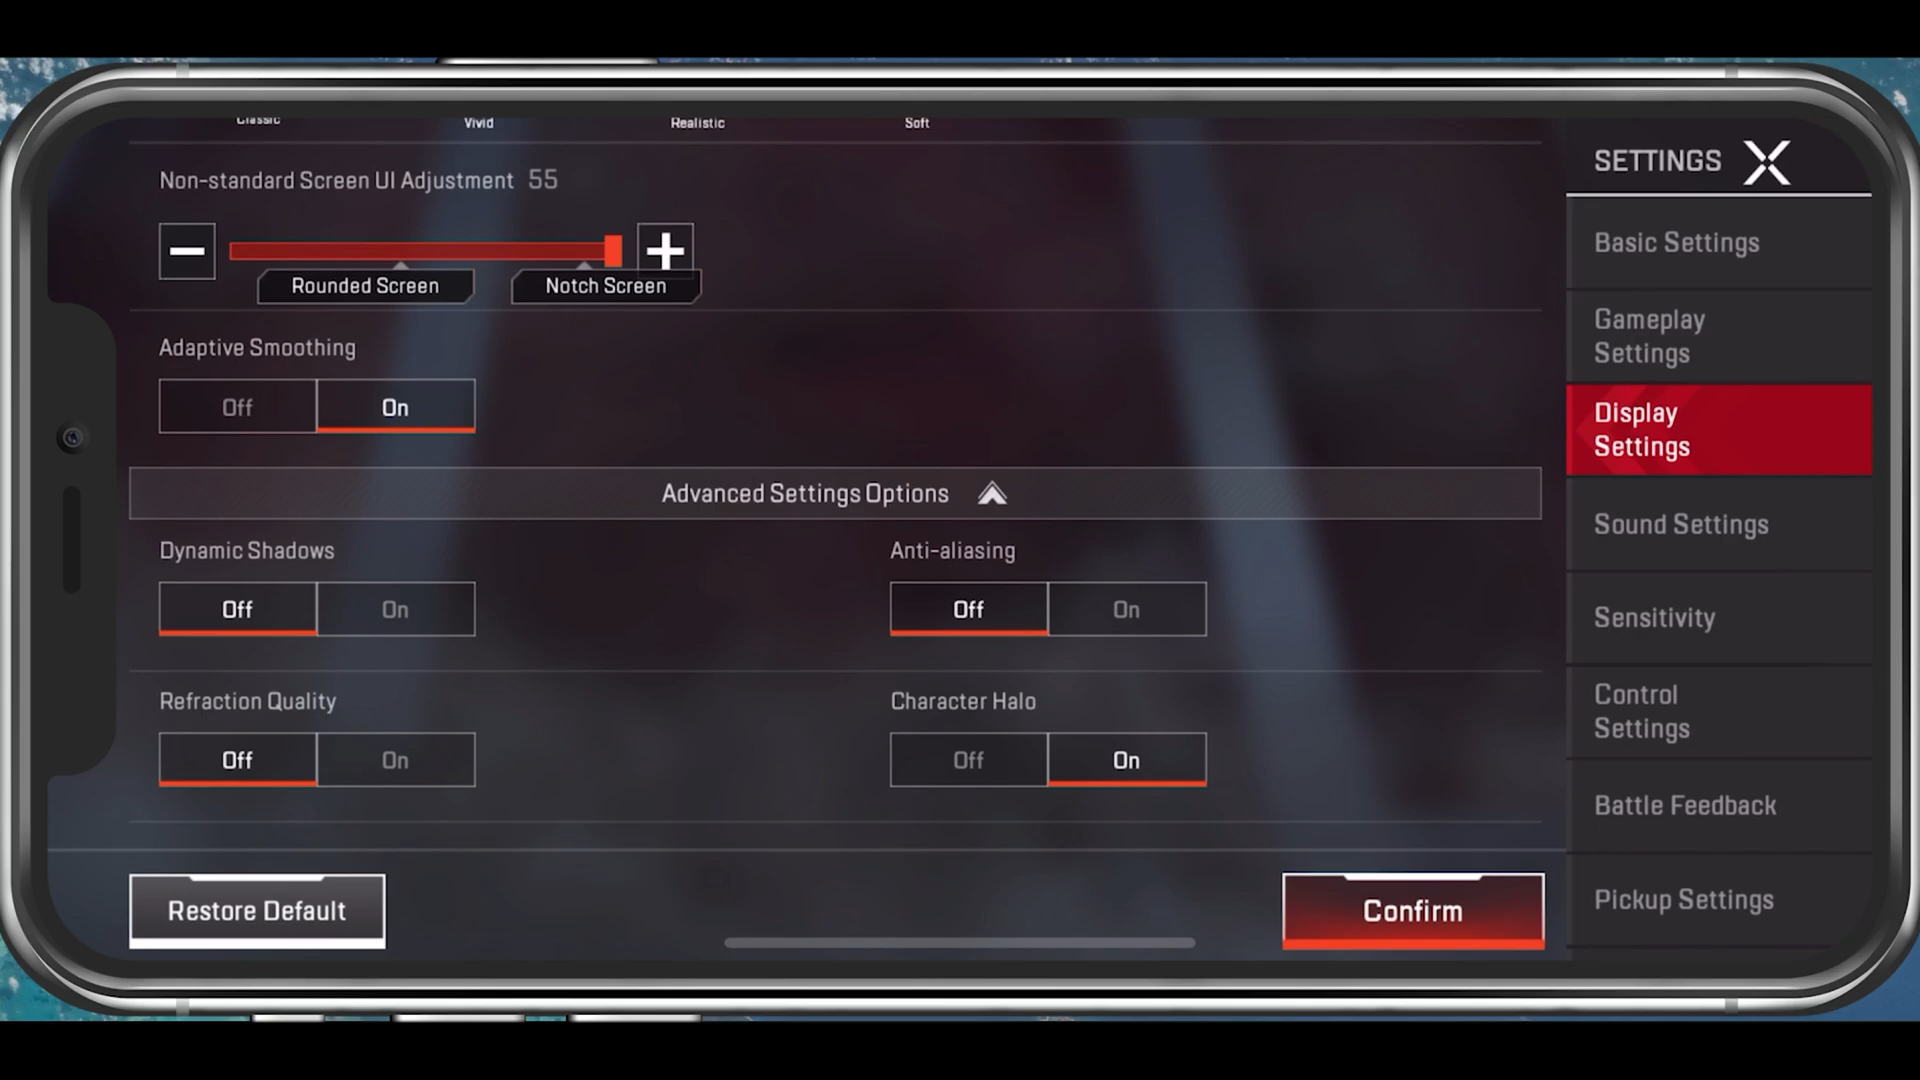 Classic
Vivid
Realistic
Soft
Non-standard Screen UI Adjustment 55
Rounded Screen
Notch Screen
Adaptive Smoothing
Off
On
Advanced Settings Options
Dynamic Shadows
Off
On
Anti-aliasing
Off
On
Refraction Quality
Off
On
Character Halo
Off
On
Restore Default
Confirm
SETTINGS
Basic Settings
Gameplay
Settings
Display
Settings
Sound Settings
Sensitivity
Control
Settings
Battle Feedback
Pickup Settings